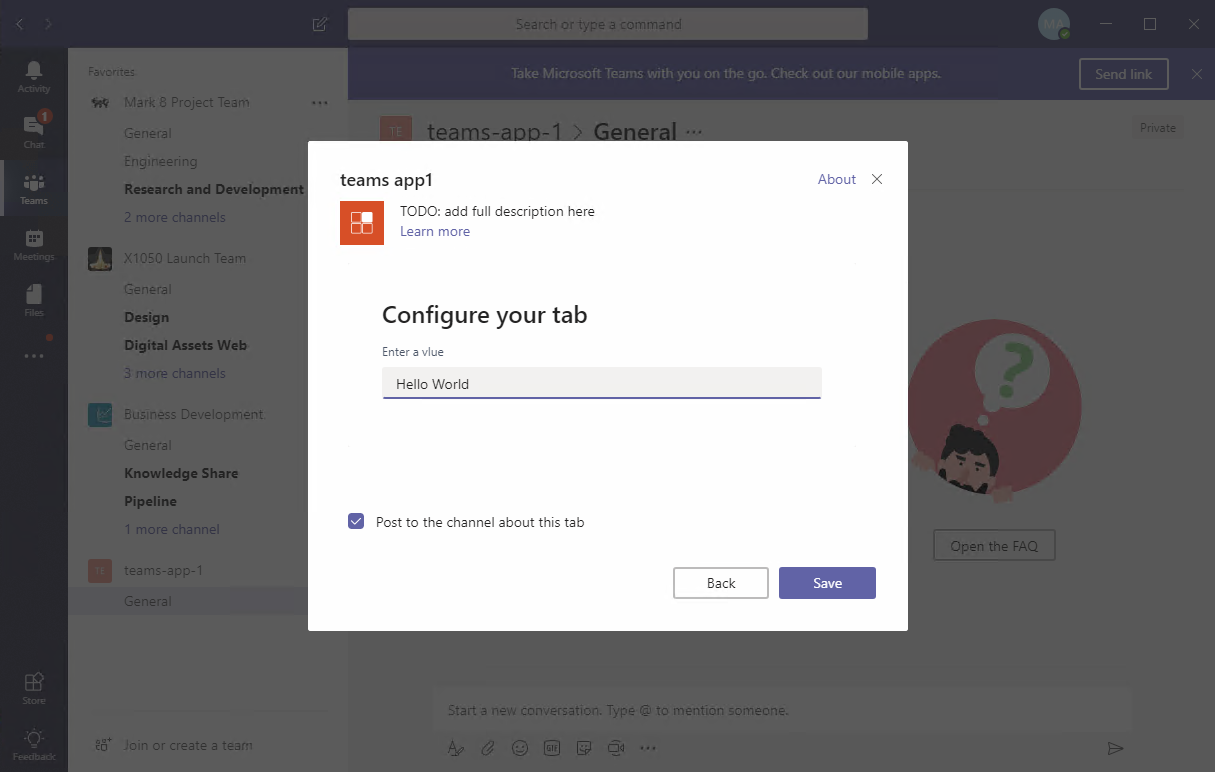 Search or type a command
MA
Take Microsoft Teams with you on the go. Check out our mobile apps.
Send link
Activity
1
Chat
Teams
Meetings
Files
Store
Feedback
Favorites
Mark 8 Project Team
General
Engineering
Research and Development
2 more channels
X1050 Launch Team
General
Design
Digital Assets Web
3 more channels
Business Development
General
Knowledge Share
Pipeline
1 more channel
TE teams-app-1
General
Join or create a team
TE teams-app-1 > General ...
Private
teams app1
About
TODO: add full description here
Learn more
Configure your tab
Enter a vlue
Hello World
Post to the channel about this tab
Back
Save
?
Open the FAQ
Start a new conversation. Type @ to mention someone.
GIF